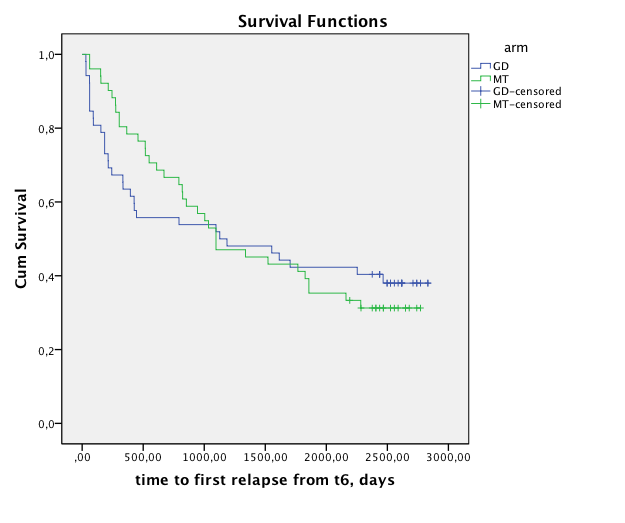 Survival Functions
arm
GD
MT
GD-censored
MT-censored
Cum Survival
1,0
0,8
0,6
0,4
0,2
0,0
,00 500,00 1000,00 1500,00 2000,00 2500,00 3000,00
time to first relapse from t6, days